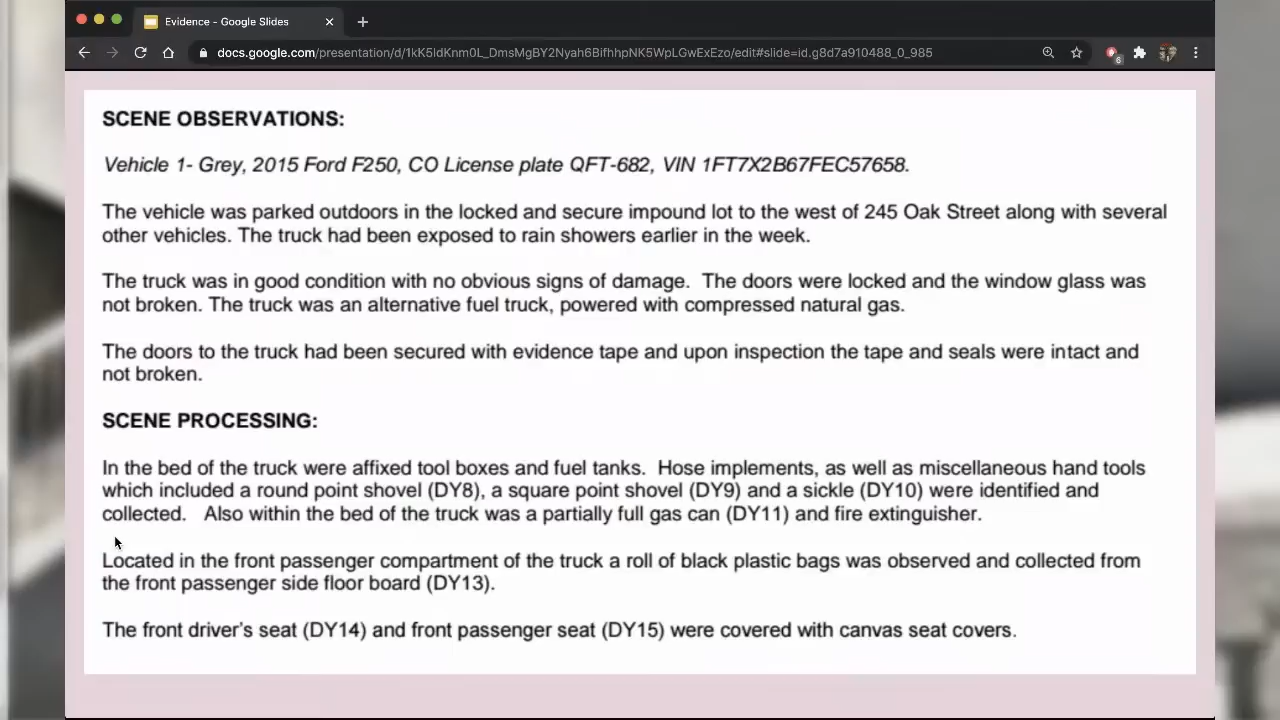 Evidence - Google Slides
docs.google.com/presentation/d/1kK5IdKnm0L_DmsMgBY2Nyah6BifhhpNK5WpLGwExEzo/edit#slide=id.g8d7a910488_0_985
6
SCENE OBSERVATIONS:
Vehicle 1- Grey, 2015 Ford F250, CO License plate QFT-682, VIN 1FT7X2B67FEC57658.
The vehicle was parked outdoors in the locked and secure impound lot to the west of 245 Oak Street along with several
other vehicles. The truck had been exposed to rain showers earlier in the week.
The truck was in good condition with no obvious signs of damage.  The doors were locked and the window glass was
not broken. The truck was an alternative fuel truck, powered with compressed natural gas.
The doors to the truck had been secured with evidence tape and upon inspection the tape and seals were intact and
not broken.
SCENE PROCESSING:
In the bed of the truck were affixed tool boxes and fuel tanks.  Hose implements, as well as miscellaneous hand tools
which included a round point shovel (DY8), a square point shovel (DY9) and a sickle (DY10) were identified and
collected.   Also within the bed of the truck was a partially full gas can (DY11) and fire extinguisher.
Located in the front passenger compartment of the truck a roll of black plastic bags was observed and collected from
the front passenger side floor board (DY13).
The front driver's seat (DY14) and front passenger seat (DY15) were covered with canvas seat covers.